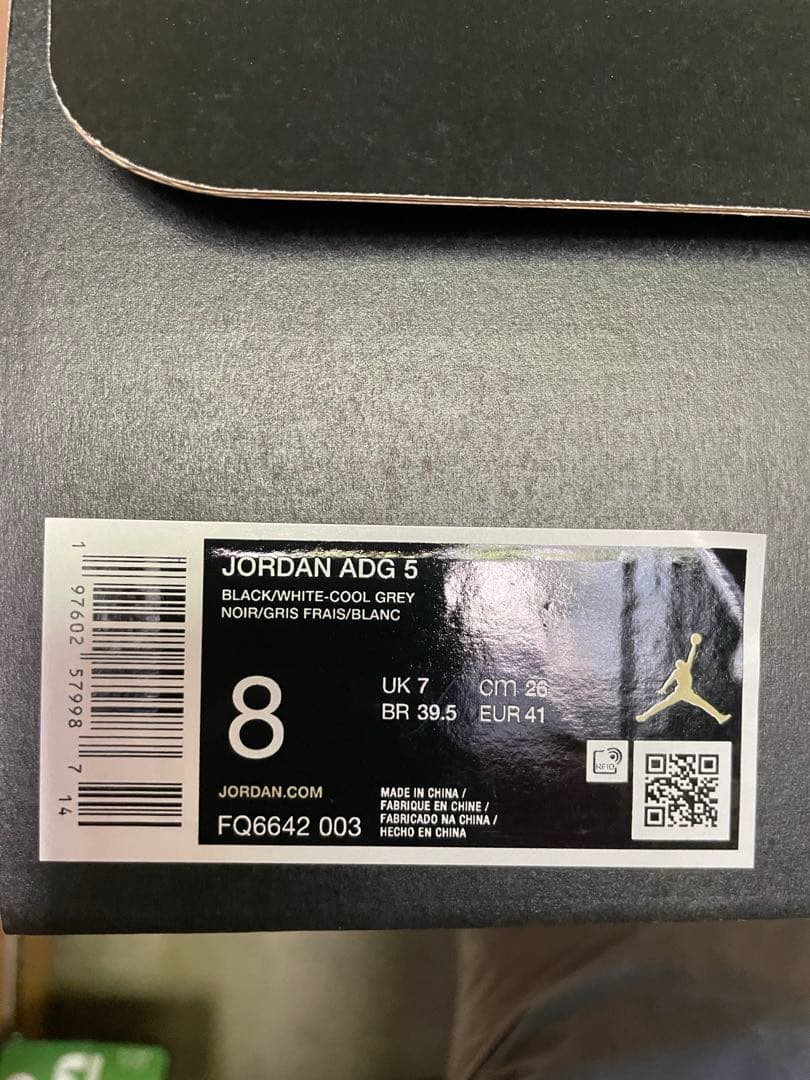 JORDAN ADG 5
BLACK/WHITE-COOL GREY
NOIR/GRIS FRAIS/BLANC
8
UK 7 cm 26
BR 39.5 EUR 41
JORDAN.COM
FQ6642 003
MADE IN CHINA /
FABRIQUE EN CHINE /
FABRICADO NA CHINA /
HECHO EN CHINA
RFID
1 97602 57998 7 14